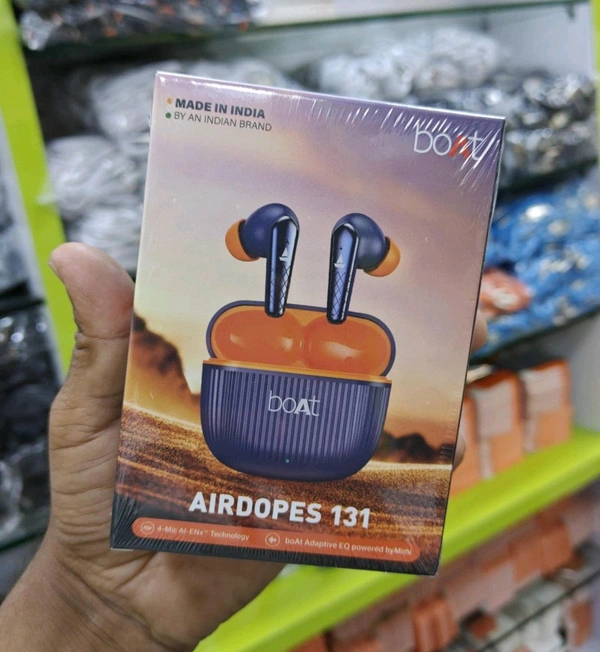 MADE IN INDIA
BY AN INDIAN BRAND
boAt
boAt
AIRDOPES 131
4-Mic AI-ENx™ Technology
boAt Adaptive EQ powered by Mimi